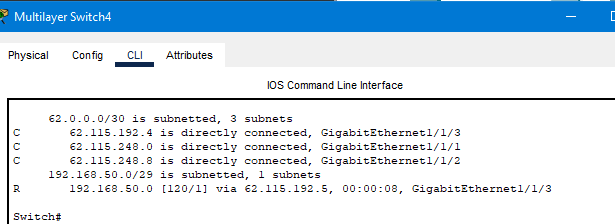 Multilayer Switch4
Physical Config CLI Attributes
IOS Command Line Interface
62.0.0.0/30 is subnetted, 3 subnets
C 62.115.192.4 is directly connected, GigabitEthernet1/1/3
C 62.115.248.0 is directly connected, GigabitEthernet1/1/1
C 62.115.248.8 is directly connected, GigabitEthernet1/1/2
192.168.50.0/29 is subnetted, 1 subnets
R 192.168.50.0 [120/1] via 62.115.192.5, 00:00:08, GigabitEthernet1/1/3
Switch#